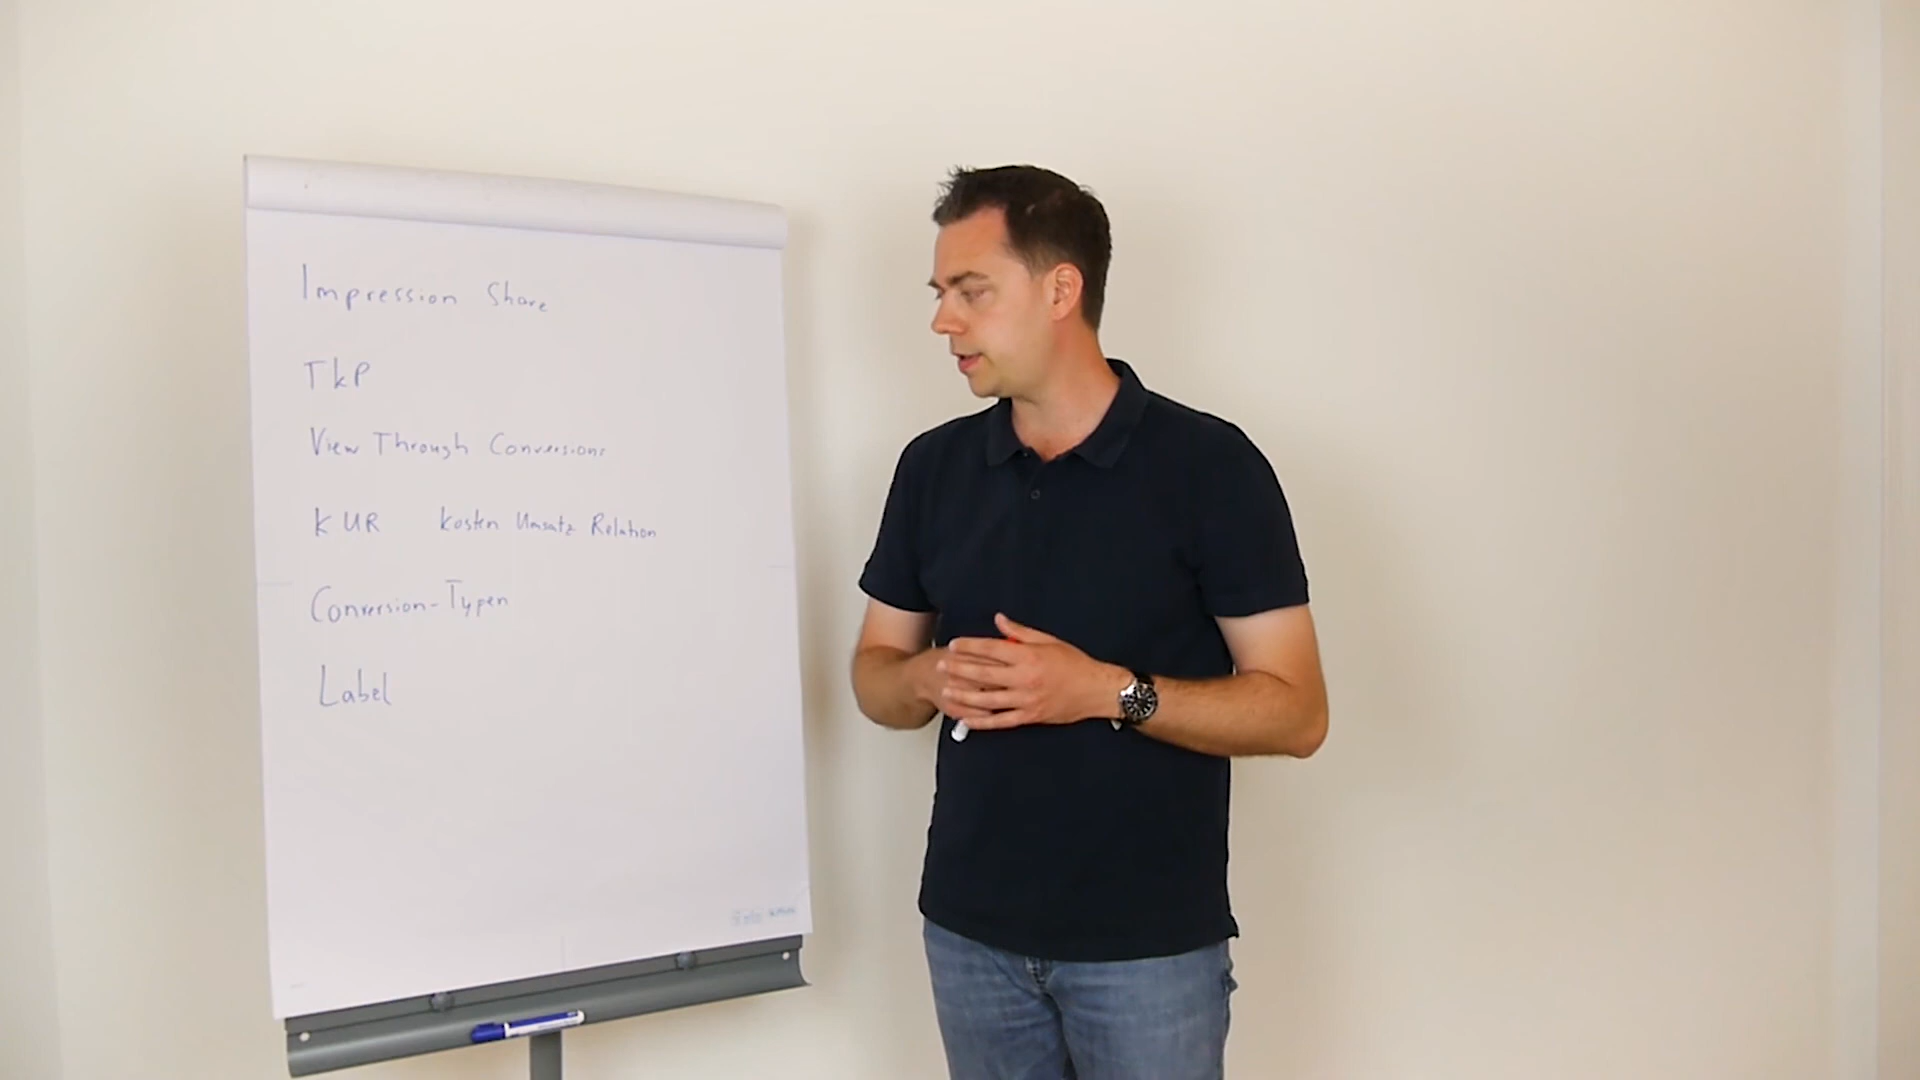 Impression Share
TkP
View Through Conversions
KUR Kosten Umsatz Relation
Conversion-Typen
Label